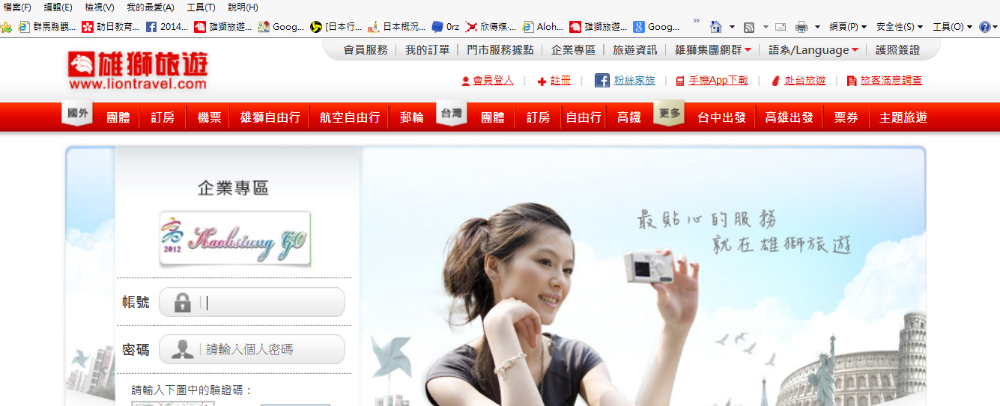 檔案(F) 編輯(E) 檢視(V) 我的最愛(A) 工具(T) 說明(H)
群馬縣觀... 訪日教育... 2014... 雄獅旅遊... Goog... [日本行... 日本概況... 0rz 欣傳媒‧... Aloh... 雄獅旅遊... Goog... » 網頁(P) 安全性(S) 工具(O)
會員服務 我的訂單 門市服務據點 企業專區 旅遊資訊 雄獅集團網群 語系/Language 護照簽證
雄獅旅遊
www.liontravel.com
會員登入 | 註冊 | 粉絲家族 | 手機App下載 | 赴台旅遊 | 旅客滿意調查
國外 團體 訂房 機票 雄獅自由行 航空自由行 郵輪 台灣 團體 訂房 自由行 高鐵 更多 台中出發 高雄出發 票券 主題旅遊
企業專區
高 2012 Kaohsiung GO
最貼心的服務
就在雄獅旅遊
帳號
密碼 請輸入個人密碼
請輸入下圖中的驗證碼：